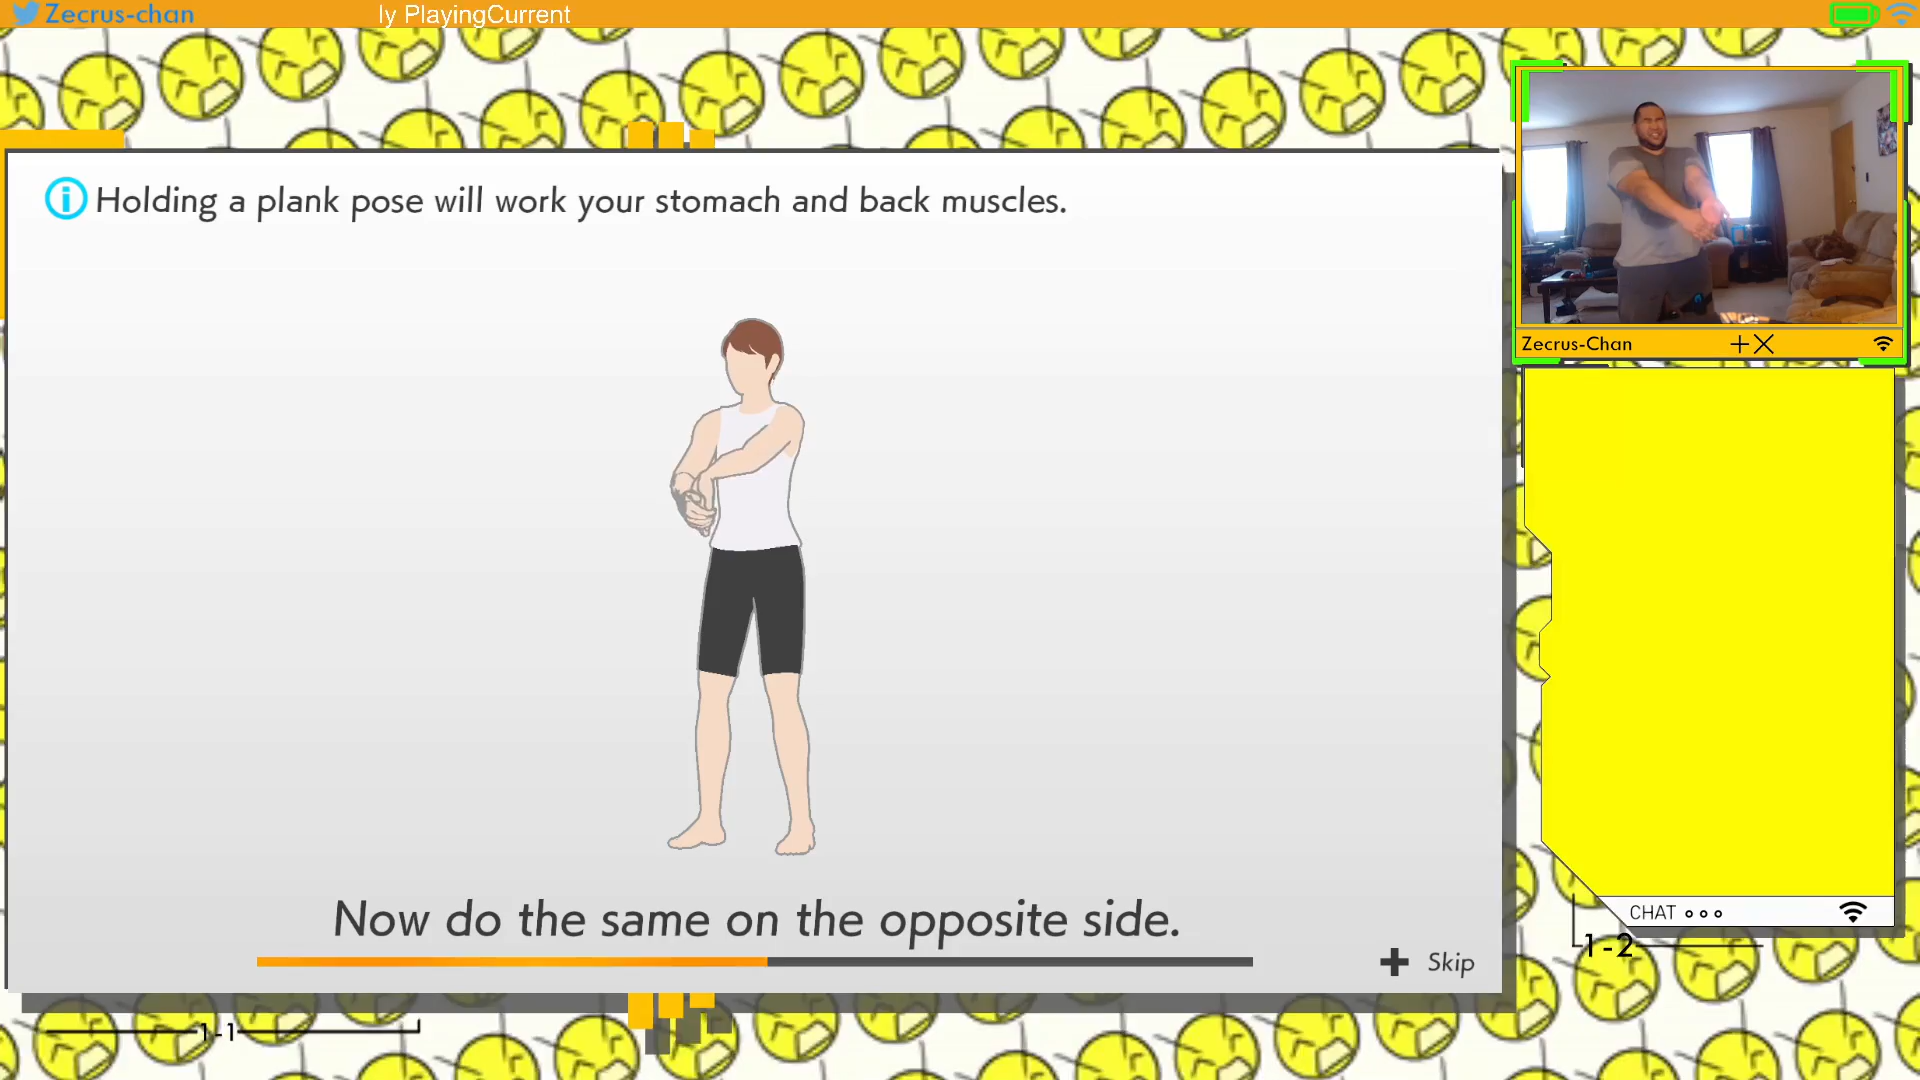 Zecrus-chan
ly PlayingCurrent
Holding a plank pose will work your stomach and back muscles.
Zecrus-Chan
Now do the same on the opposite side.
Skip
CHAT
1-2
1-1